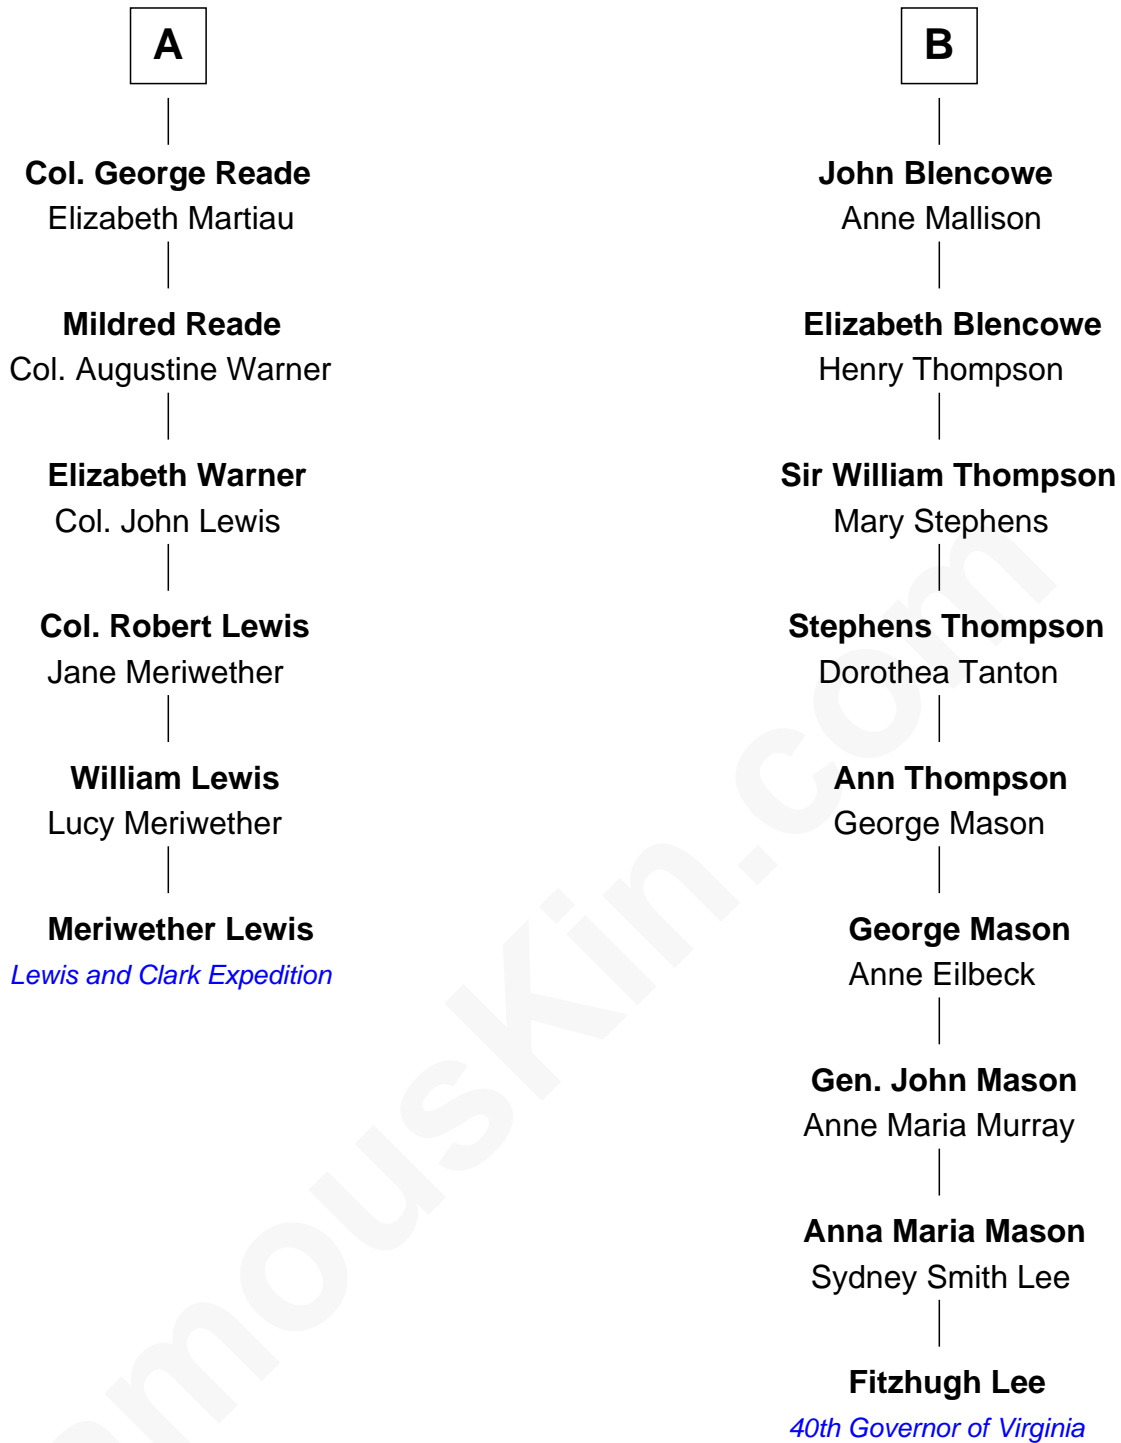 A
Col. George Reade
Elizabeth Martiau
Mildred Reade
Col. Augustine Warner
Elizabeth Warner
Col. John Lewis
Col. Robert Lewis
Jane Meriwether
William Lewis
Lucy Meriwether
Meriwether Lewis
Lewis and Clark Expedition
B
John Blencowe
Anne Mallison
Elizabeth Blencowe
Henry Thompson
Sir William Thompson
Mary Stephens
Stephens Thompson
Dorothea Tanton
Ann Thompson
George Mason
George Mason
Anne Eilbeck
Gen. John Mason
Anne Maria Murray
Anna Maria Mason
Sydney Smith Lee
Fitzhugh Lee
40th Governor of Virginia
amouskin.com